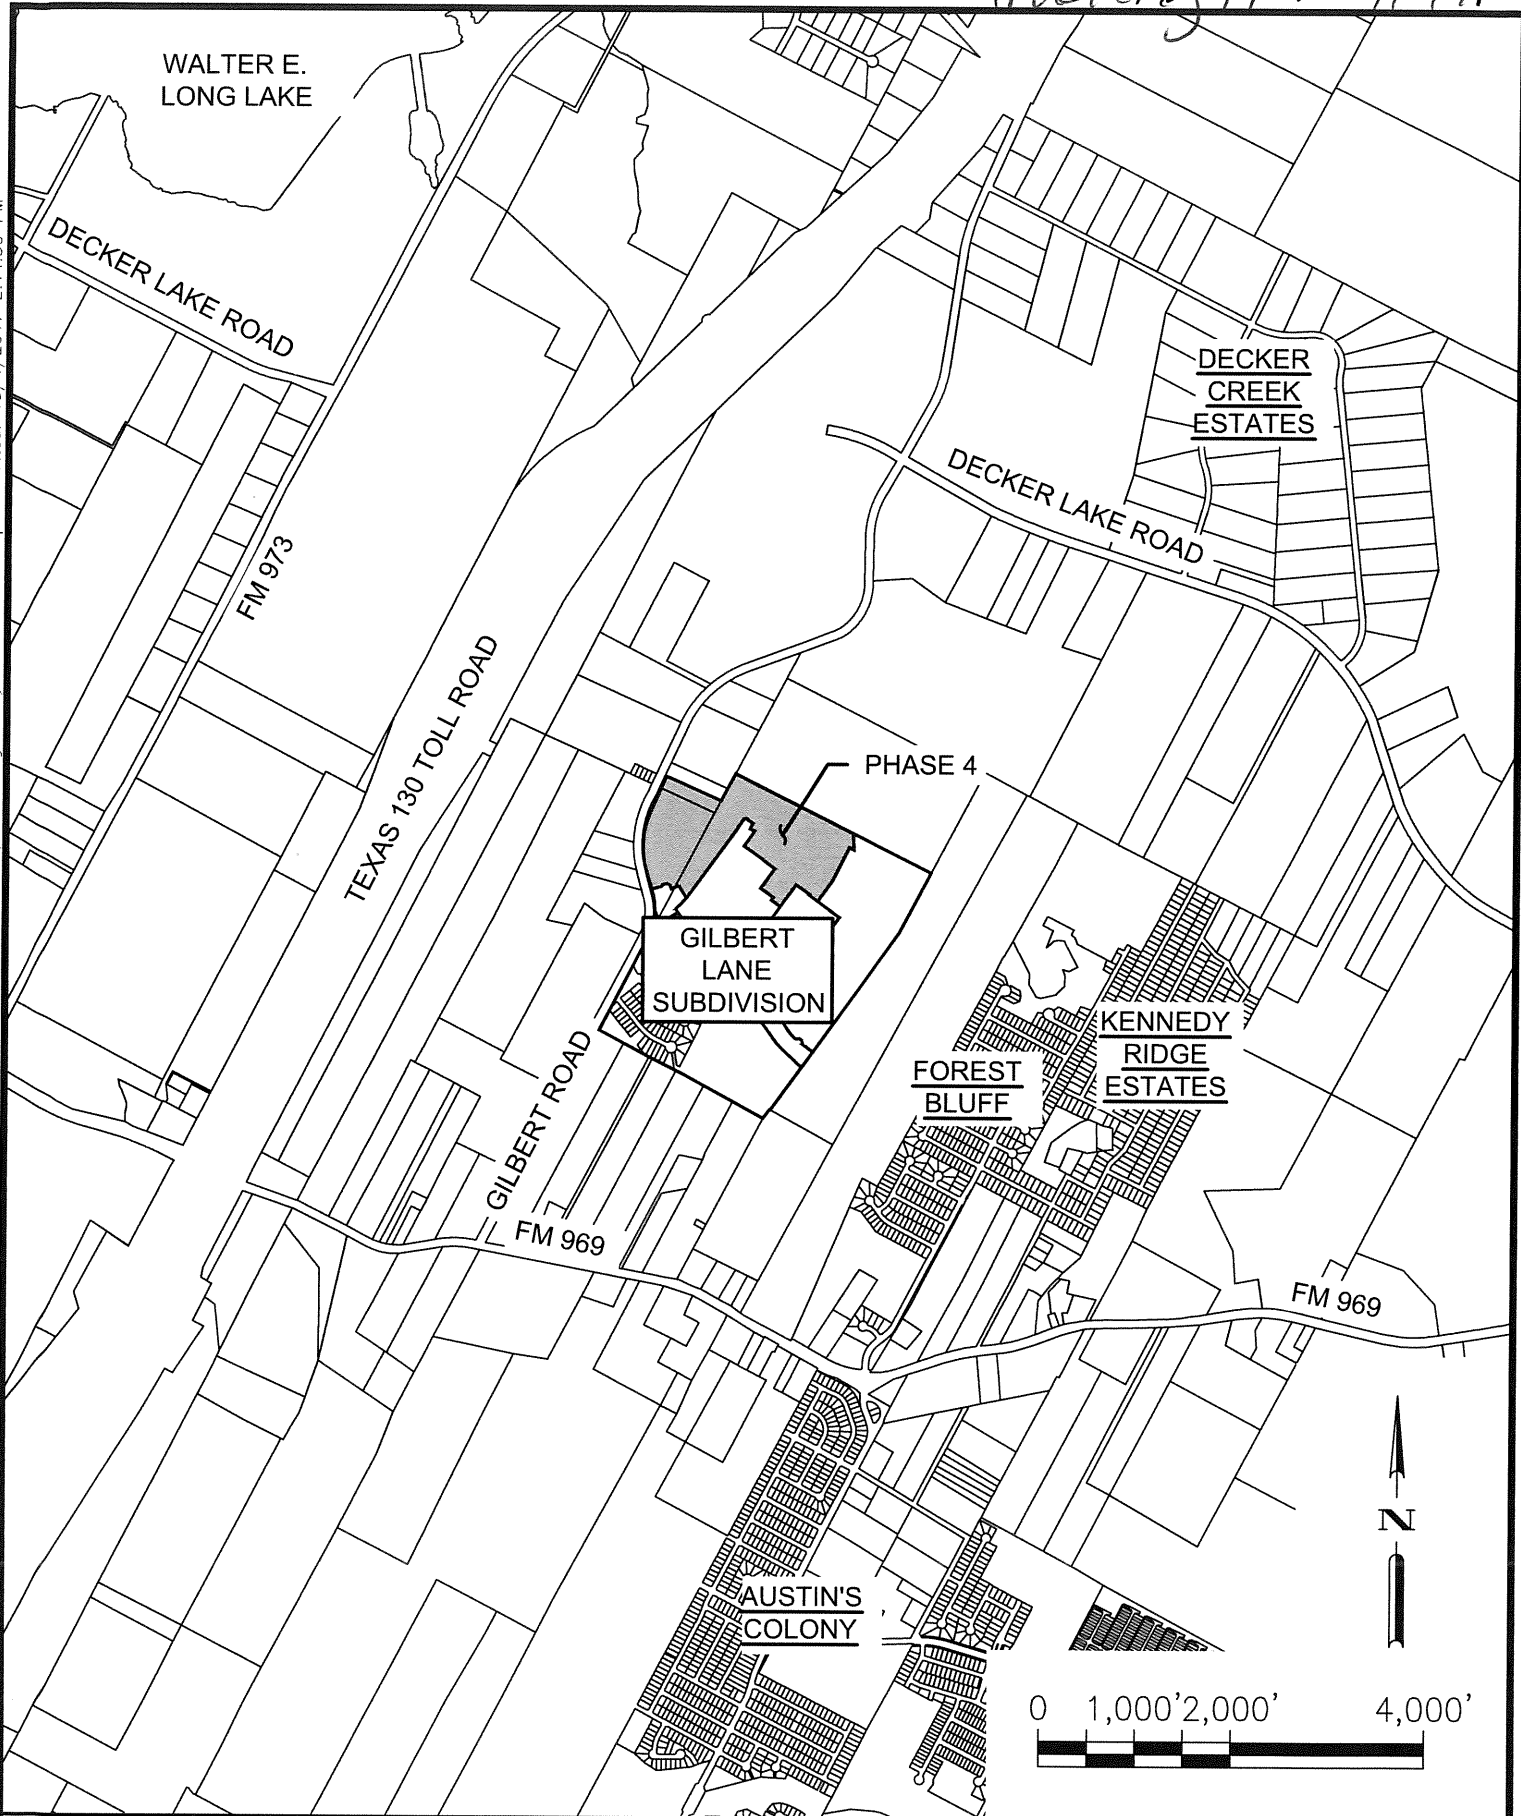 WALTER E.
LONG LAKE
DECKER LAKE ROAD
DECKER
CREEK
ESTATES
DECKER LAKE ROAD
FM 973
TEXAS 130 TOLL ROAD
PHASE 4
GILBERT
LANE
SUBDIVISION
KENNEDY
RIDGE
ESTATES
FOREST
BLUFF
GILBERT ROAD
FM 969
FM 969
N
AUSTIN'S
COLONY
0 1,000' 2,000' 4,000'